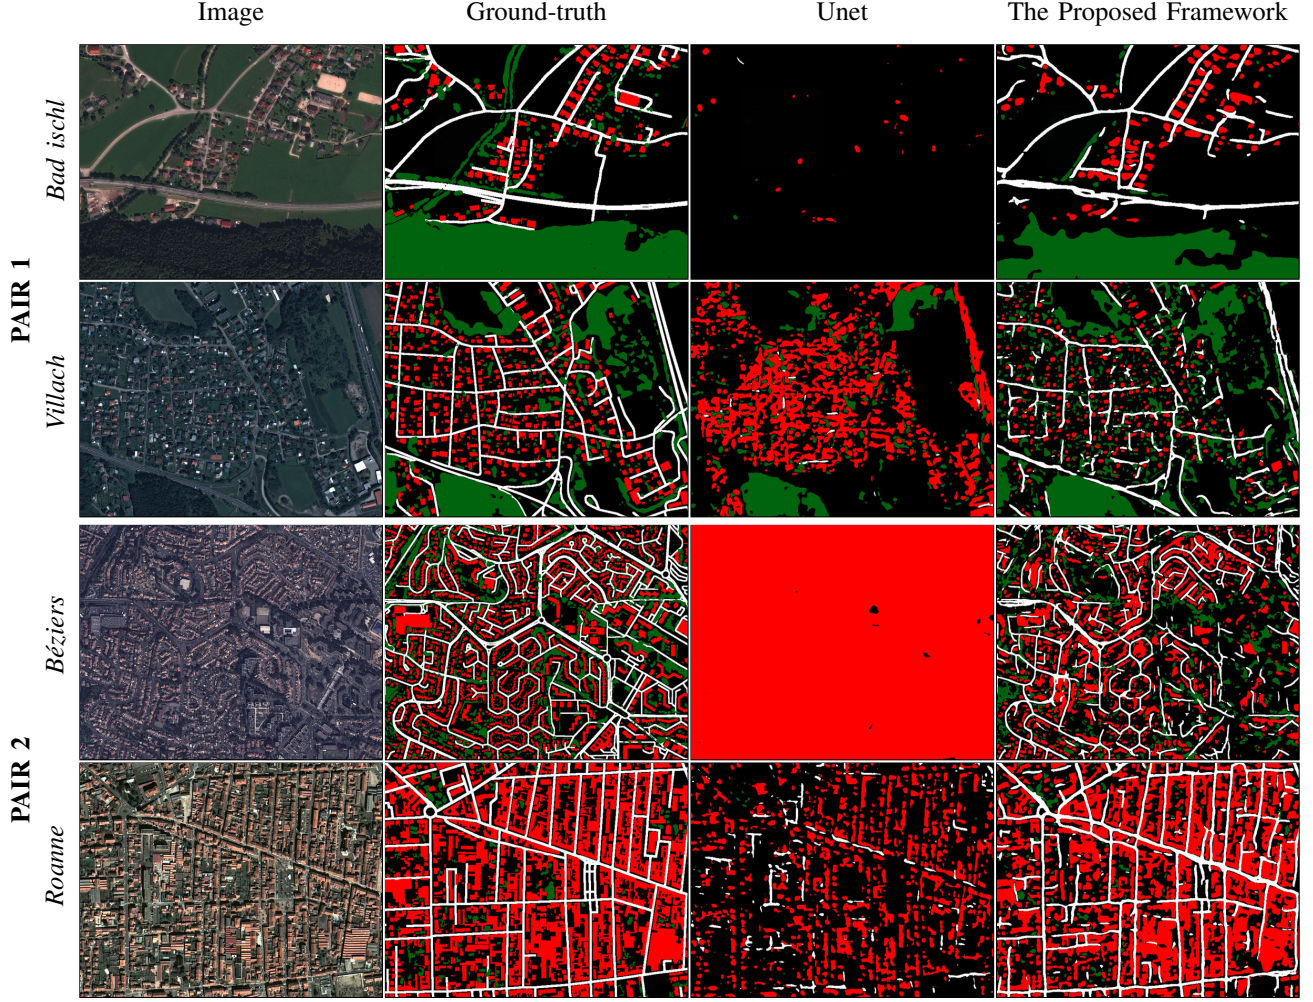 Image Ground-truth Unet The Proposed Framework
PAIR 1
Bad ischl
Villach
PAIR 2
Béziers
Roanne